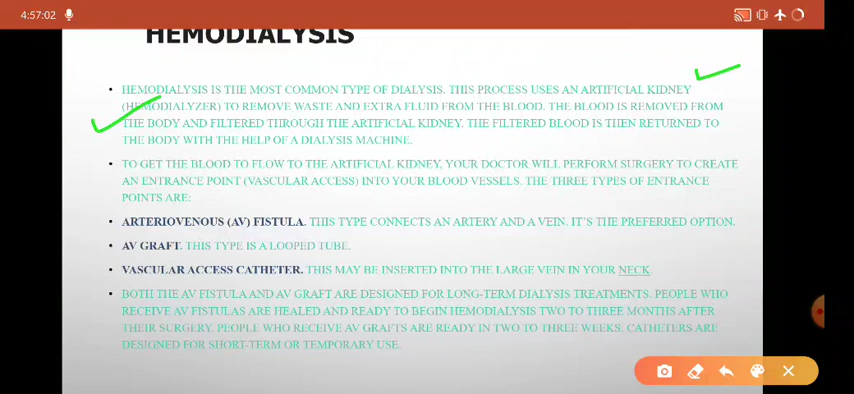 4:57:02
HEMODIALYSIS
• HEMODIALYSIS IS THE MOST COMMON TYPE OF DIALYSIS. THIS PROCESS USES AN ARTIFICIAL KIDNEY
(HEMODIALYZER) TO REMOVE WASTE AND EXTRA FLUID FROM THE BLOOD. THE BLOOD IS REMOVED FROM
THE BODY AND FILTERED THROUGH THE ARTIFICIAL KIDNEY. THE FILTERED BLOOD IS THEN RETURNED TO
THE BODY WITH THE HELP OF A DIALYSIS MACHINE.
• TO GET THE BLOOD TO FLOW TO THE ARTIFICIAL KIDNEY, YOUR DOCTOR WILL PERFORM SURGERY TO CREATE
AN ENTRANCE POINT (VASCULAR ACCESS) INTO YOUR BLOOD VESSELS. THE THREE TYPES OF ENTRANCE
POINTS ARE:
• ARTERIOVENOUS (AV) FISTULA. THIS TYPE CONNECTS AN ARTERY AND A VEIN. IT'S THE PREFERRED OPTION.
• AV GRAFT. THIS TYPE IS A LOOPED TUBE.
• VASCULAR ACCESS CATHETER. THIS MAY BE INSERTED INTO THE LARGE VEIN IN YOUR NECK
• BOTH THE AV FISTULA AND AV GRAFT ARE DESIGNED FOR LONG-TERM DIALYSIS TREATMENTS. PEOPLE WHO
RECEIVE AV FISTULAS ARE HEALED AND READY TO BEGIN HEMODIALYSIS TWO TO THREE MONTHS AFTER
THEIR SURGERY. PEOPLE WHO RECEIVE AV GRAFTS ARE READY IN TWO TO THREE WEEKS. CATHETERS ARE
DESIGNED FOR SHORT-TERM OR TEMPORARY USE.